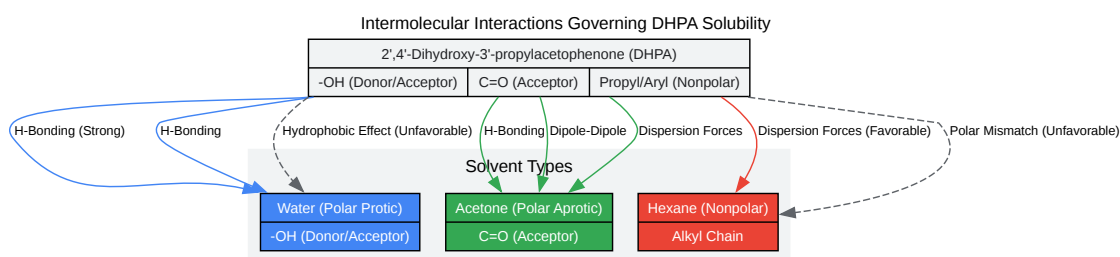 Intermolecular Interactions Governing DHPA Solubility
2',4'-Dihydroxy-3'-propylacetophenone (DHPA)
-OH (Donor/Acceptor)
C=O (Acceptor)
Propyl/Aryl (Nonpolar)
H-Bonding (Strong)
H-Bonding
Hydrophobic Effect (Unfavorable)
H-Bonding
Dipole-Dipole
Dispersion Forces
Dispersion Forces (Favorable)
Polar Mismatch (Unfavorable)
Solvent Types
Water (Polar Protic)
-OH (Donor/Acceptor)
Acetone (Polar Aprotic)
C=O (Acceptor)
Hexane (Nonpolar)
Alkyl Chain